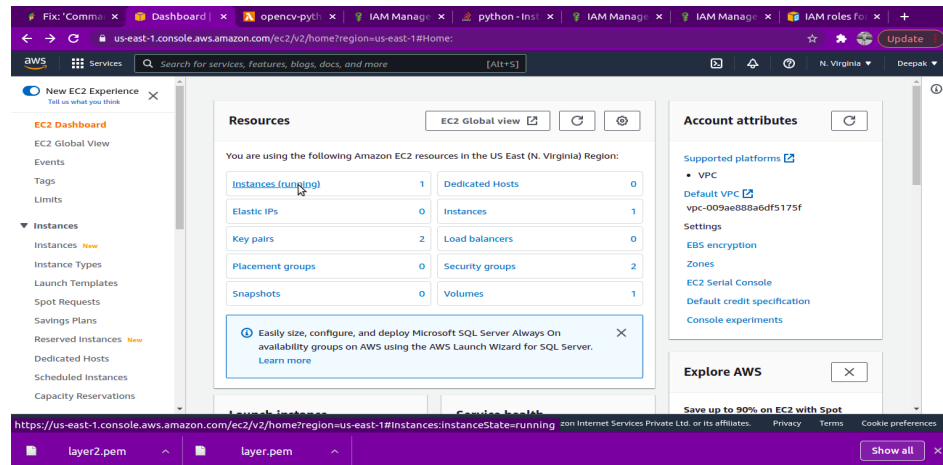 Fix: 'Comma
Dashboard |
opencv-pyth
IAM Manage
python - Inst
IAM Manage
IAM Manage
IAM roles fo
us-east-1.console.aws.amazon.com/ec2/v2/home?region=us-east-1#Home:
Update
aws
Services
Search for services, features, blogs, docs, and more
[Alt+S]
N. Virginia
Deepak
New EC2 Experience
Tell us what you think
EC2 Dashboard
EC2 Global View
Events
Tags
Limits
Instances
Instances New
Instance Types
Launch Templates
Spot Requests
Savings Plans
Reserved Instances New
Dedicated Hosts
Scheduled Instances
Capacity Reservations
Resources
EC2 Global view
You are using the following Amazon EC2 resources in the US East (N. Virginia) Region:
Instances (running) 1
Dedicated Hosts 0
Elastic IPs 0
Instances 1
Key pairs 2
Load balancers 0
Placement groups 0
Security groups 2
Snapshots 0
Volumes 1
Easily size, configure, and deploy Microsoft SQL Server Always On
availability groups on AWS using the AWS Launch Wizard for SQL Server.
Learn more
Launch instance
Service health
Account attributes
Supported platforms
• VPC
Default VPC
vpc-009ae888a6df5175f
Settings
EBS encryption
Zones
EC2 Serial Console
Default credit specification
Console experiments
Explore AWS
Save up to 90% on EC2 with Spot
https://us-east-1.console.aws.amazon.com/ec2/v2/home?region=us-east-1#Instances:instanceState=running
zon Internet Services Private Ltd. or its affiliates.
Privacy
Terms
Cookie preferences
layer2.pem
layer.pem
Show all